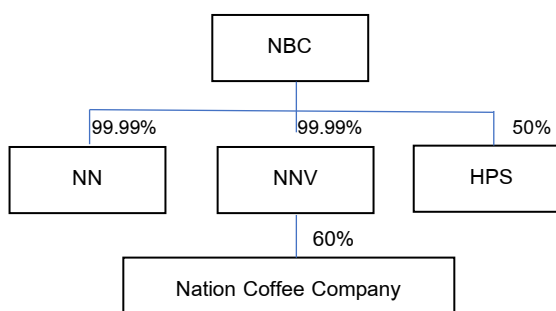 NBC
99.99%
99.99%
50%
NN
NNV
HPS
60%
Nation Coffee Company